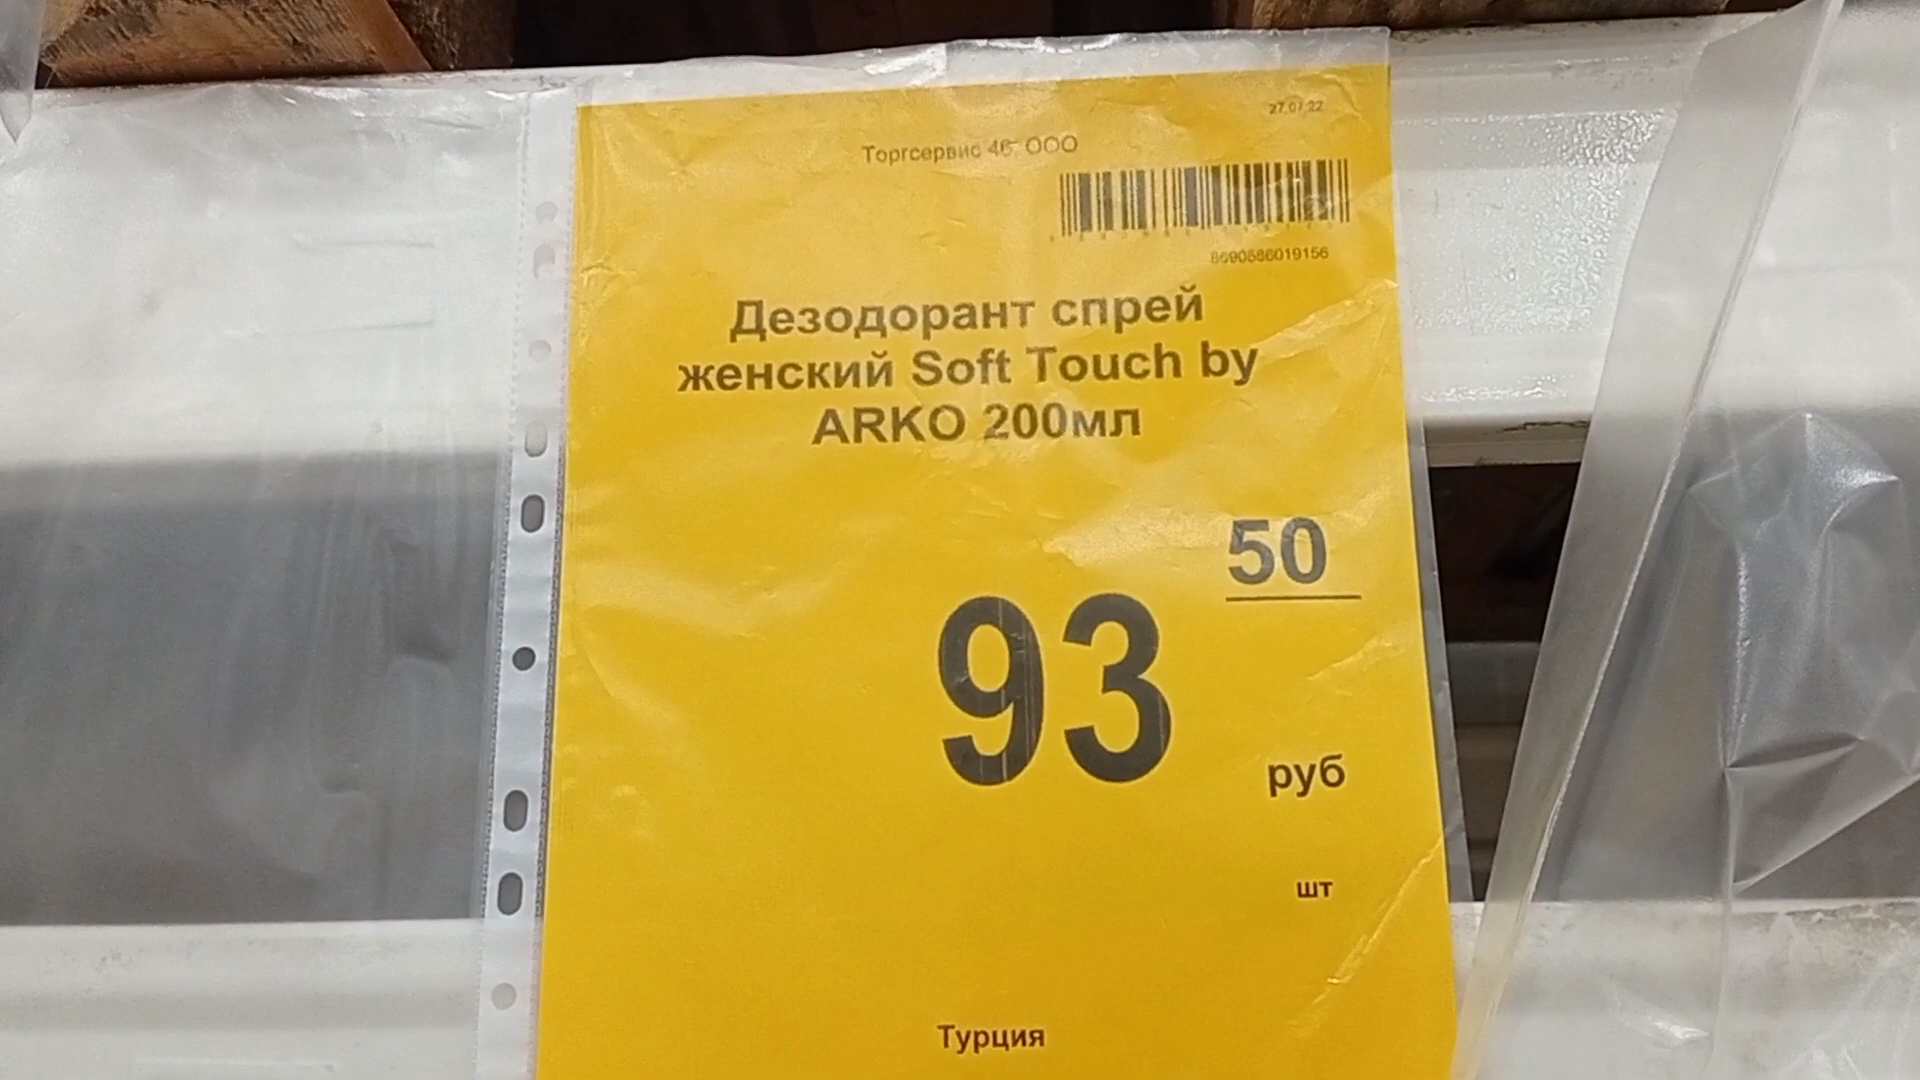 27.07.22
Торгсервис 46, ООО
8690586019156
Дезодорант спрей
женский Soft Touch by
ARKO 200мл
50
93
руб
шт
Турция